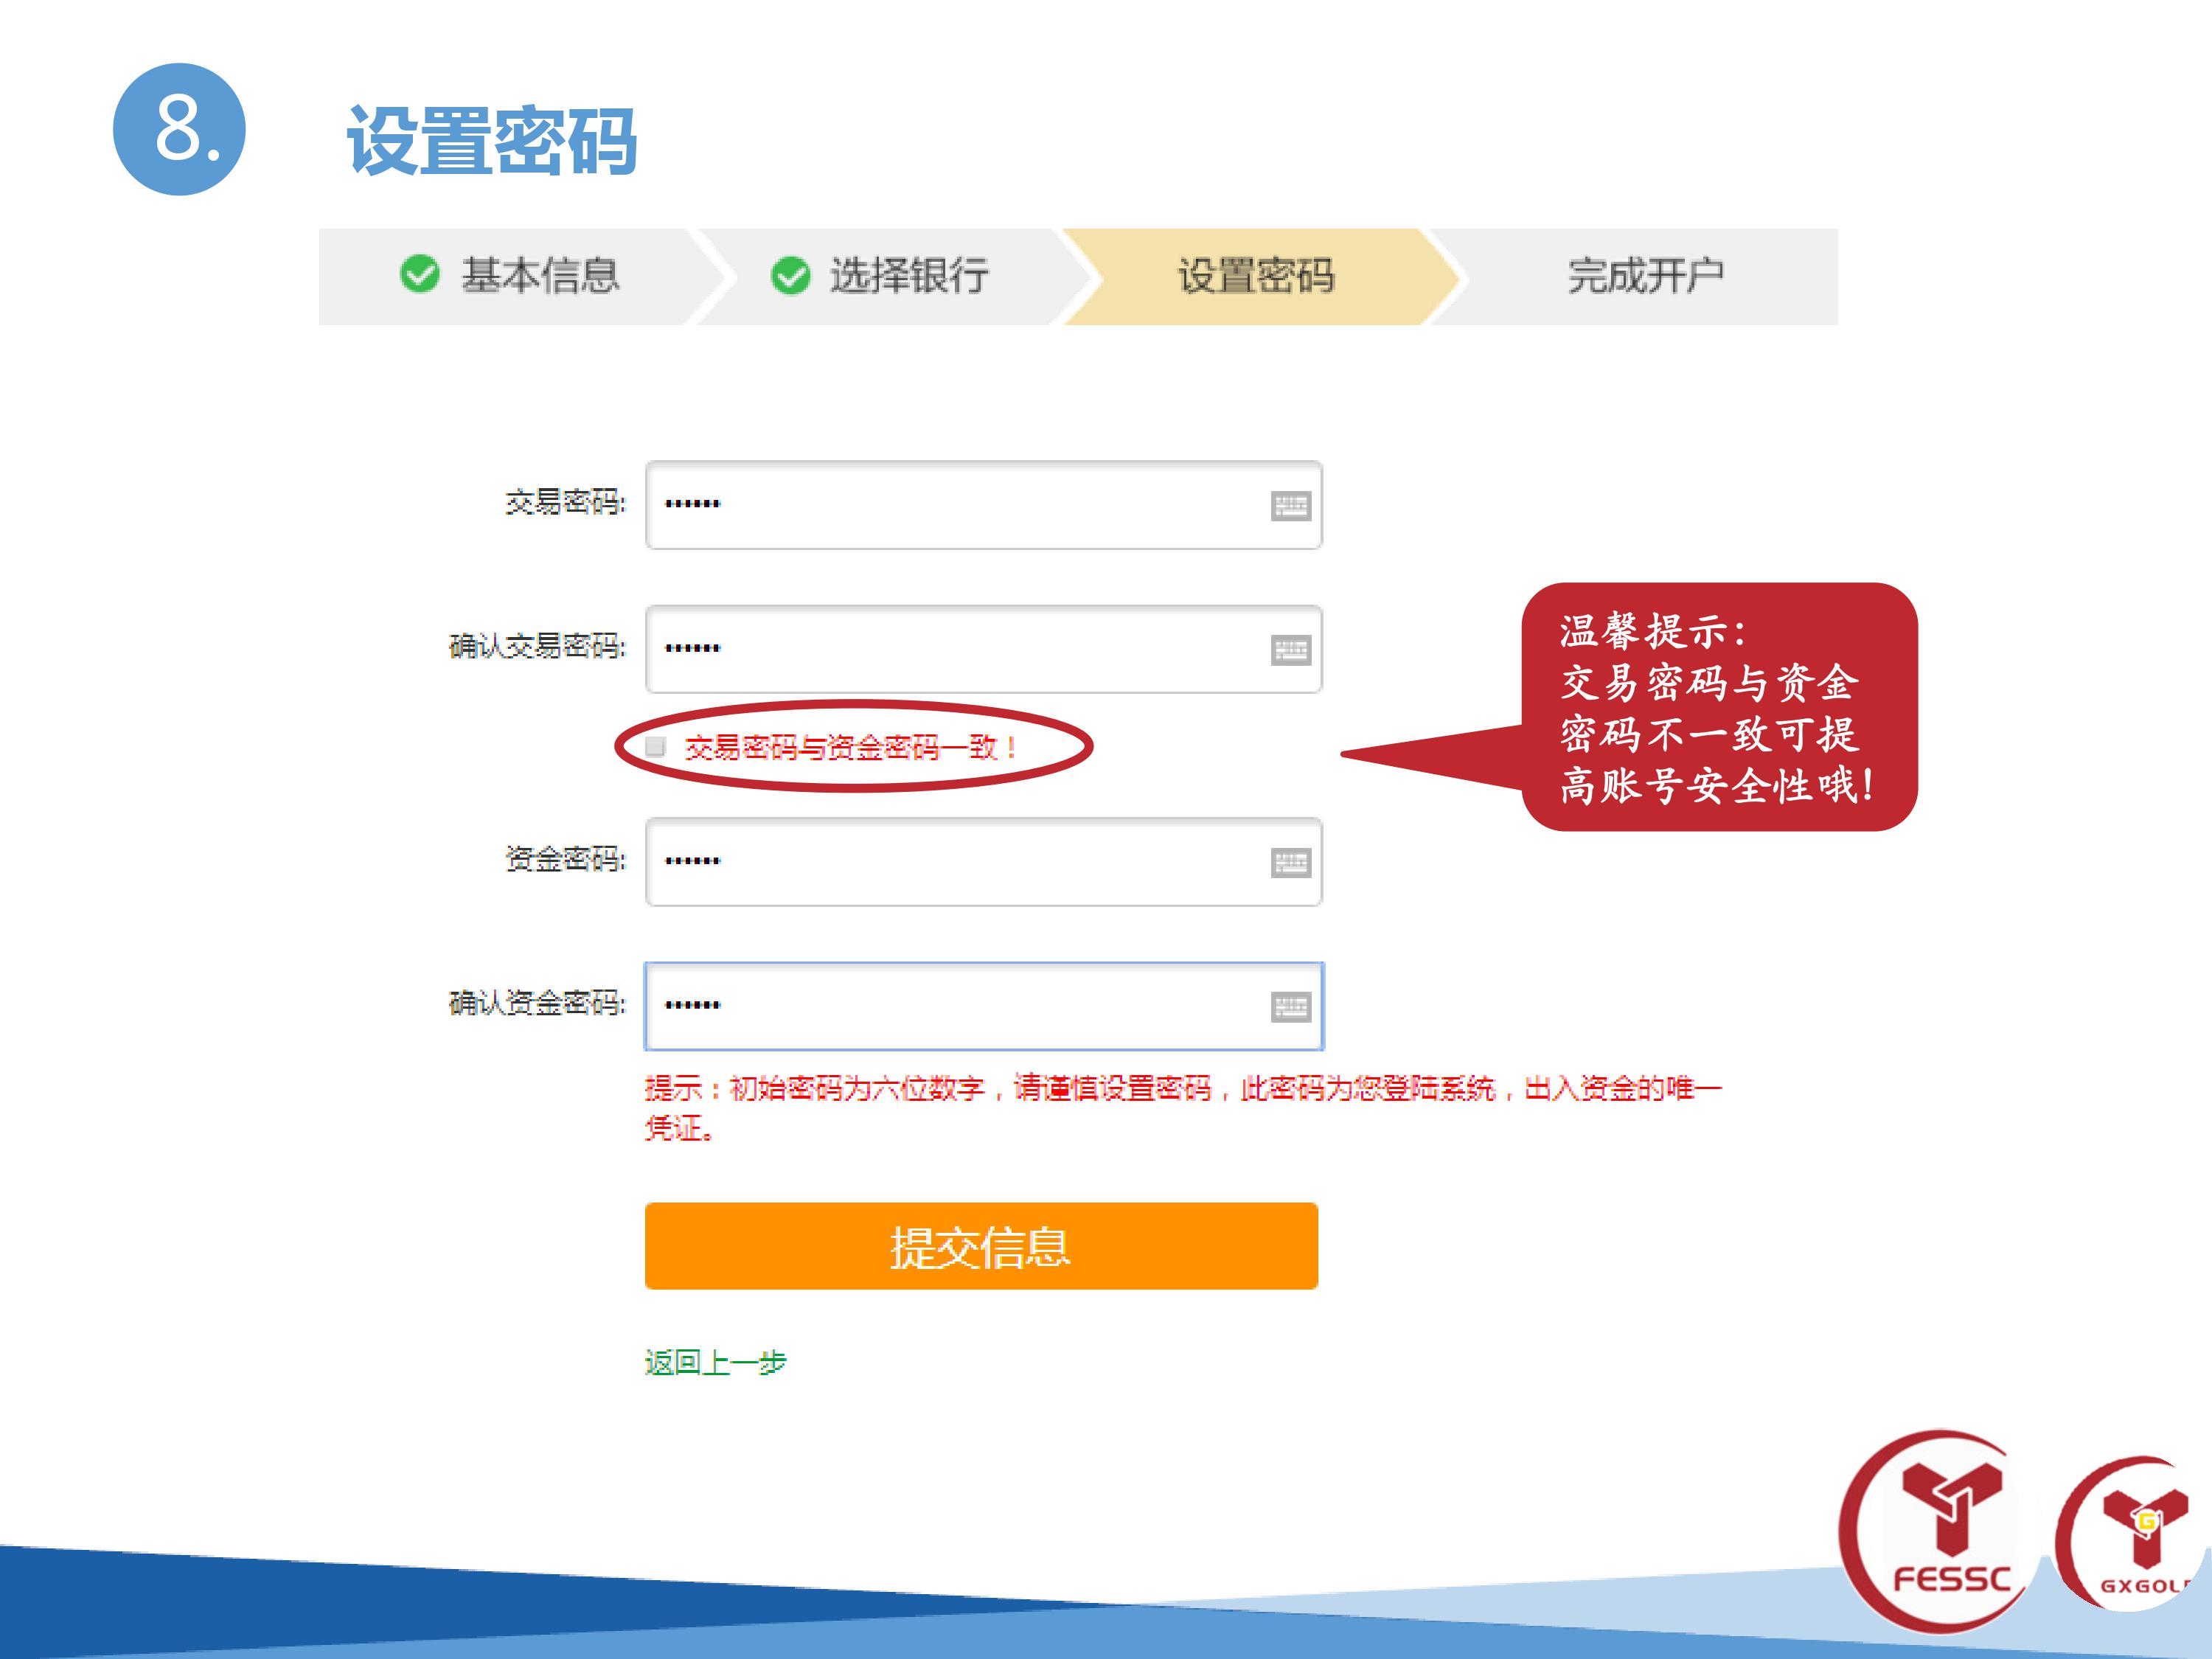 8.
设置密码
基本信息
选择银行
设置密码
完成开户
交易密码:
确认交易密码:
交易密码与资金密码一致！
温馨提示：
交易密码与资金
密码不一致可提
高账号安全性哦！
资金密码:
确认资金密码:
提示：初始密码为六位数字，请谨慎设置密码，此密码为您登陆系统，出入资金的唯一
凭证。
提交信息
返回上一步
FESSC